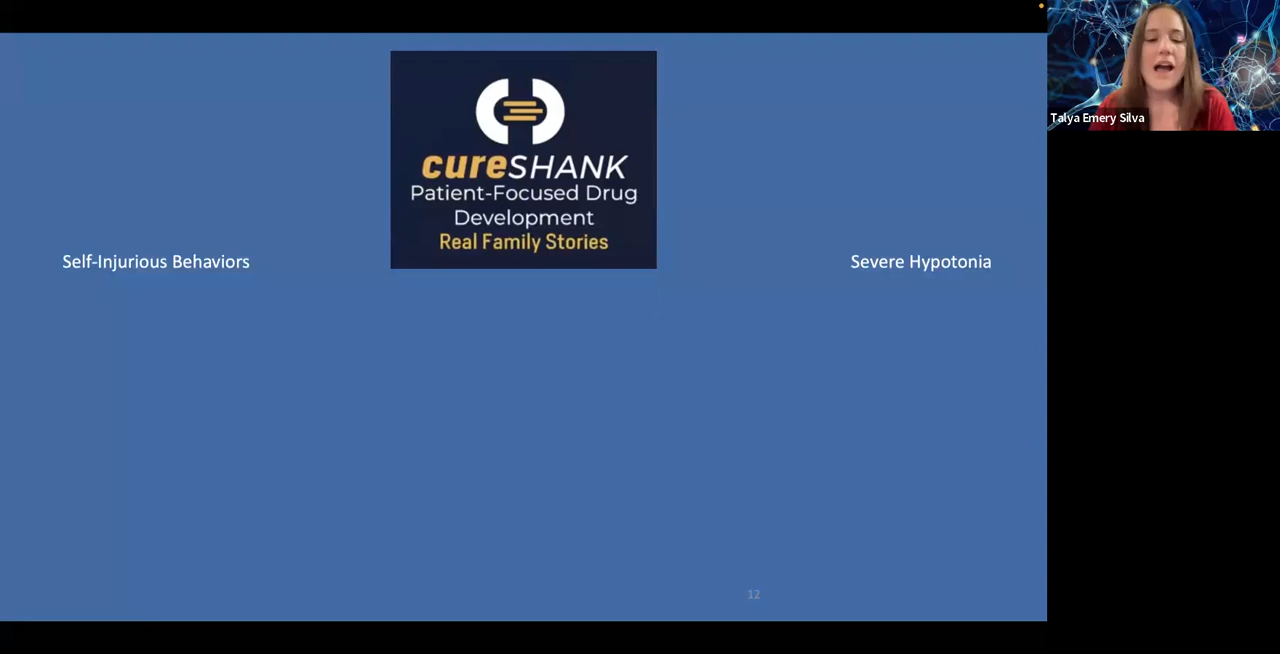 cureSHANK
Patient-Focused Drug
Development
Real Family Stories
Self-Injurious Behaviors
Severe Hypotonia
12
Talya Emery Silva